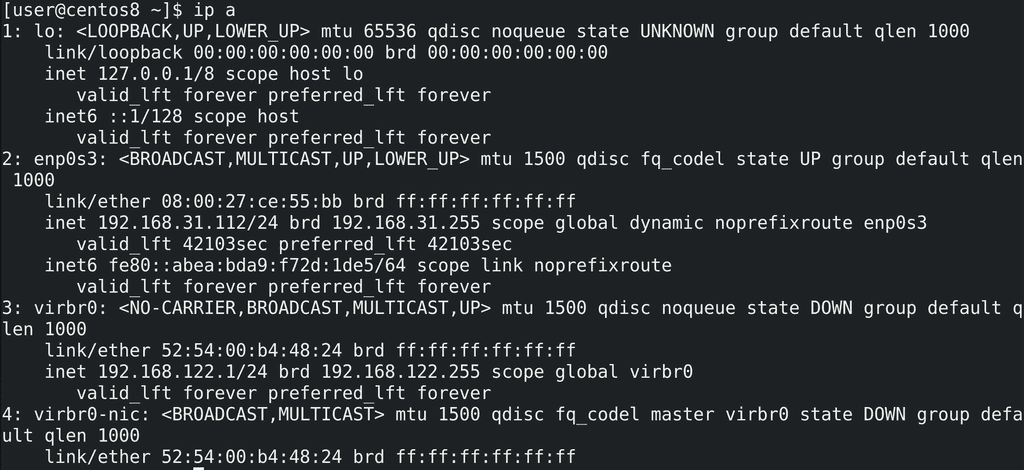 [user@centos8 ~]$ ip a
1: lo: <LOOPBACK,UP,LOWER_UP> mtu 65536 qdisc noqueue state UNKNOWN group default qlen 1000
    link/loopback 00:00:00:00:00:00 brd 00:00:00:00:00:00
    inet 127.0.0.1/8 scope host lo
       valid_lft forever preferred_lft forever
    inet6 ::1/128 scope host
       valid_lft forever preferred_lft forever
2: enp0s3: <BROADCAST,MULTICAST,UP,LOWER_UP> mtu 1500 qdisc fq_codel state UP group default qlen
 1000
    link/ether 08:00:27:ce:55:bb brd ff:ff:ff:ff:ff:ff
    inet 192.168.31.112/24 brd 192.168.31.255 scope global dynamic noprefixroute enp0s3
       valid_lft 42103sec preferred_lft 42103sec
    inet6 fe80::abea:bda9:f72d:1de5/64 scope link noprefixroute
       valid_lft forever preferred_lft forever
3: virbr0: <NO-CARRIER,BROADCAST,MULTICAST,UP> mtu 1500 qdisc noqueue state DOWN group default q
len 1000
    link/ether 52:54:00:b4:48:24 brd ff:ff:ff:ff:ff:ff
    inet 192.168.122.1/24 brd 192.168.122.255 scope global virbr0
       valid_lft forever preferred_lft forever
4: virbr0-nic: <BROADCAST,MULTICAST> mtu 1500 qdisc fq_codel master virbr0 state DOWN group defa
ult qlen 1000
    link/ether 52:54:00:b4:48:24 brd ff:ff:ff:ff:ff:ff